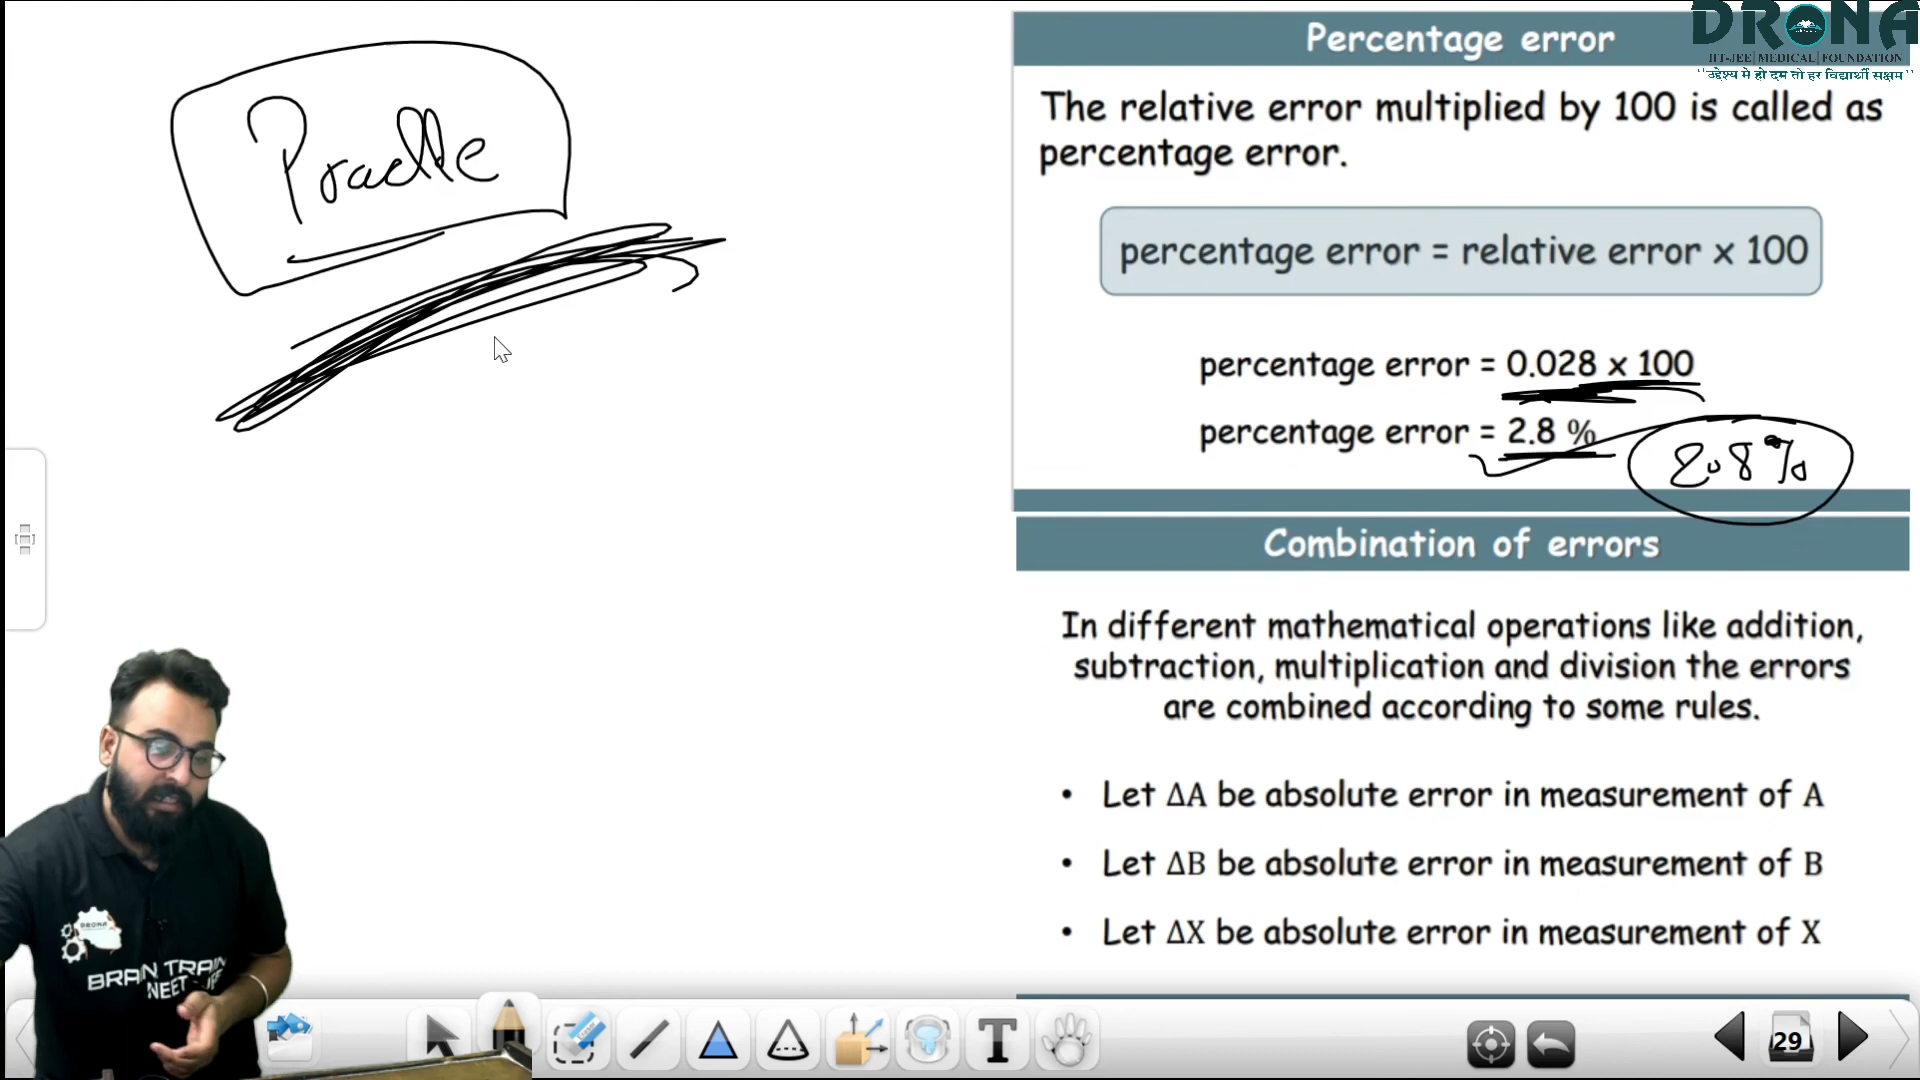 DRONA
IIT-JEE| MEDICAL| FOUNDATION
"उद्देश्य मे हो दम तो हर विद्यार्थी सक्षम"
Percentage error
The relative error multiplied by 100 is called as
percentage error.
percentage error = relative error x 100
percentage error = 0.028 x 100
percentage error = 2.8 %
2.8%
Combination of errors
In different mathematical operations like addition,
subtraction, multiplication and division the errors
are combined according to some rules.
• Let ΔA be absolute error in measurement of A
• Let ΔB be absolute error in measurement of B
• Let ΔX be absolute error in measurement of X
DRONA
BRAIN TRAIN
NEET
T
29